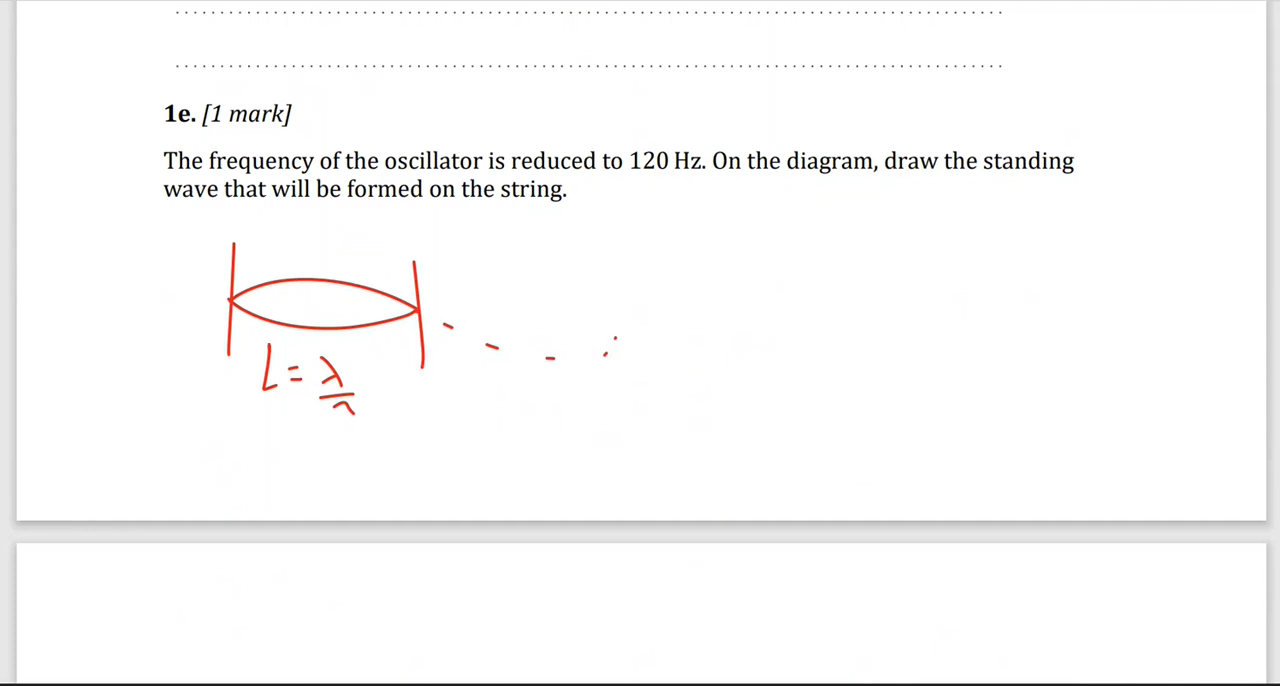 1e. [1 mark]
The frequency of the oscillator is reduced to 120 Hz. On the diagram, draw the standing
wave that will be formed on the string.
L = λ/2